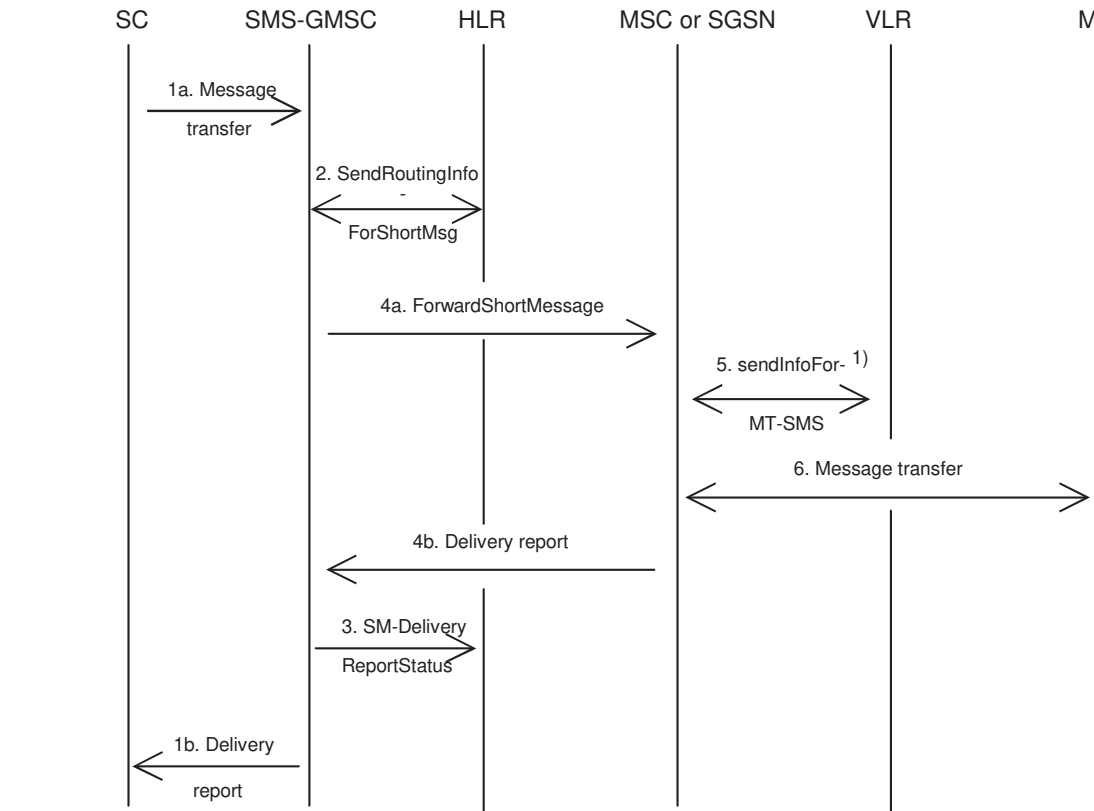 SC SMS-GMSC HLR MSC or SGSN VLR M
1a. Message
transfer
2. SendRoutingInfo
-
ForShortMsg
4a. ForwardShortMessage
5. sendInfoFor- 1)
MT-SMS
6. Message transfer
4b. Delivery report
3. SM-Delivery
ReportStatus
1b. Delivery
report